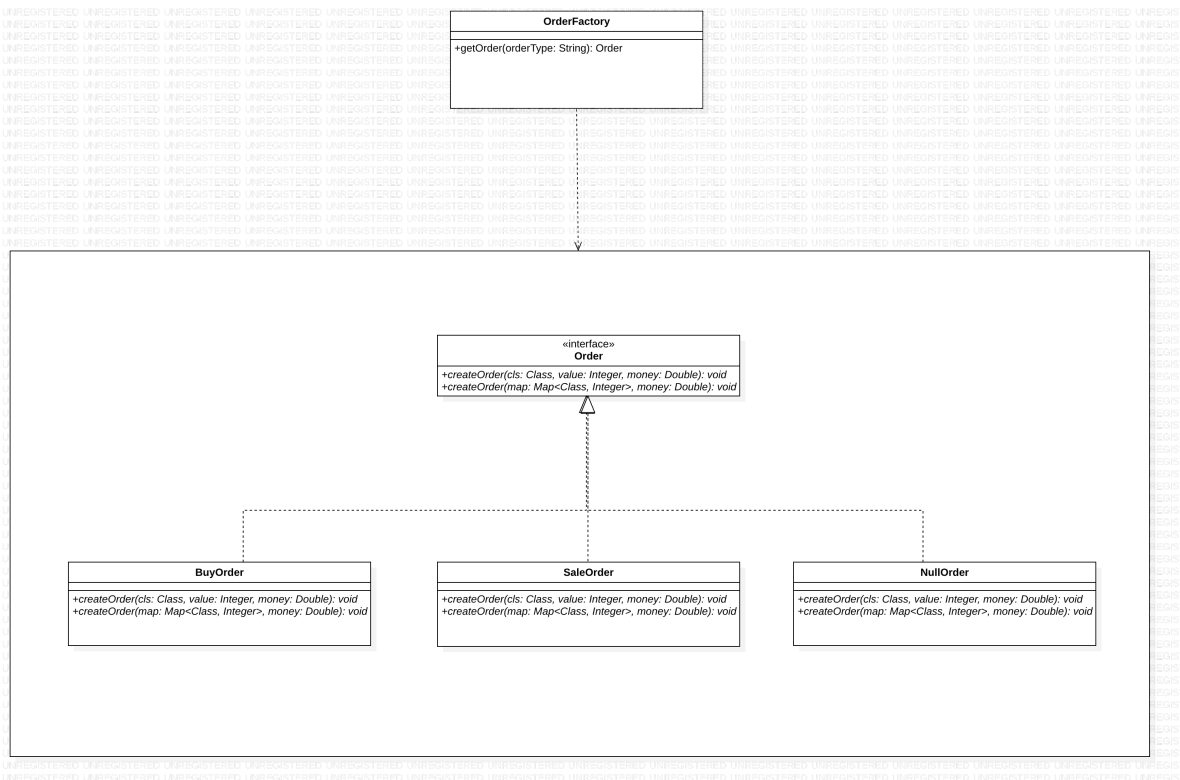 OrderFactory
+getOrder(orderType: String): Order
«interface»
Order
+createOrder(cls: Class, value: Integer, money: Double): void
+createOrder(map: Map<Class, Integer>, money: Double): void
BuyOrder
+createOrder(cls: Class, value: Integer, money: Double): void
+createOrder(map: Map<Class, Integer>, money: Double): void
SaleOrder
+createOrder(cls: Class, value: Integer, money: Double): void
+createOrder(map: Map<Class, Integer>, money: Double): void
NullOrder
+createOrder(cls: Class, value: Integer, money: Double): void
+createOrder(map: Map<Class, Integer>, money: Double): void
UNREGISTERED